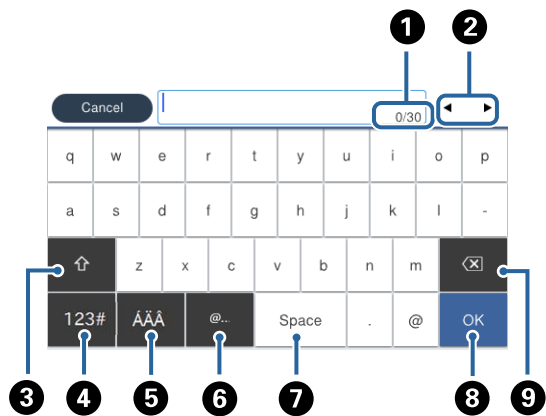 1 2
Cancel 0/30 ◀ ▶
q w e r t y u i o p
a s d f g h j k l -
z x c v b n m
123# ÁÄÂ @... Space . @ OK
3 4 5 6 7 8 9